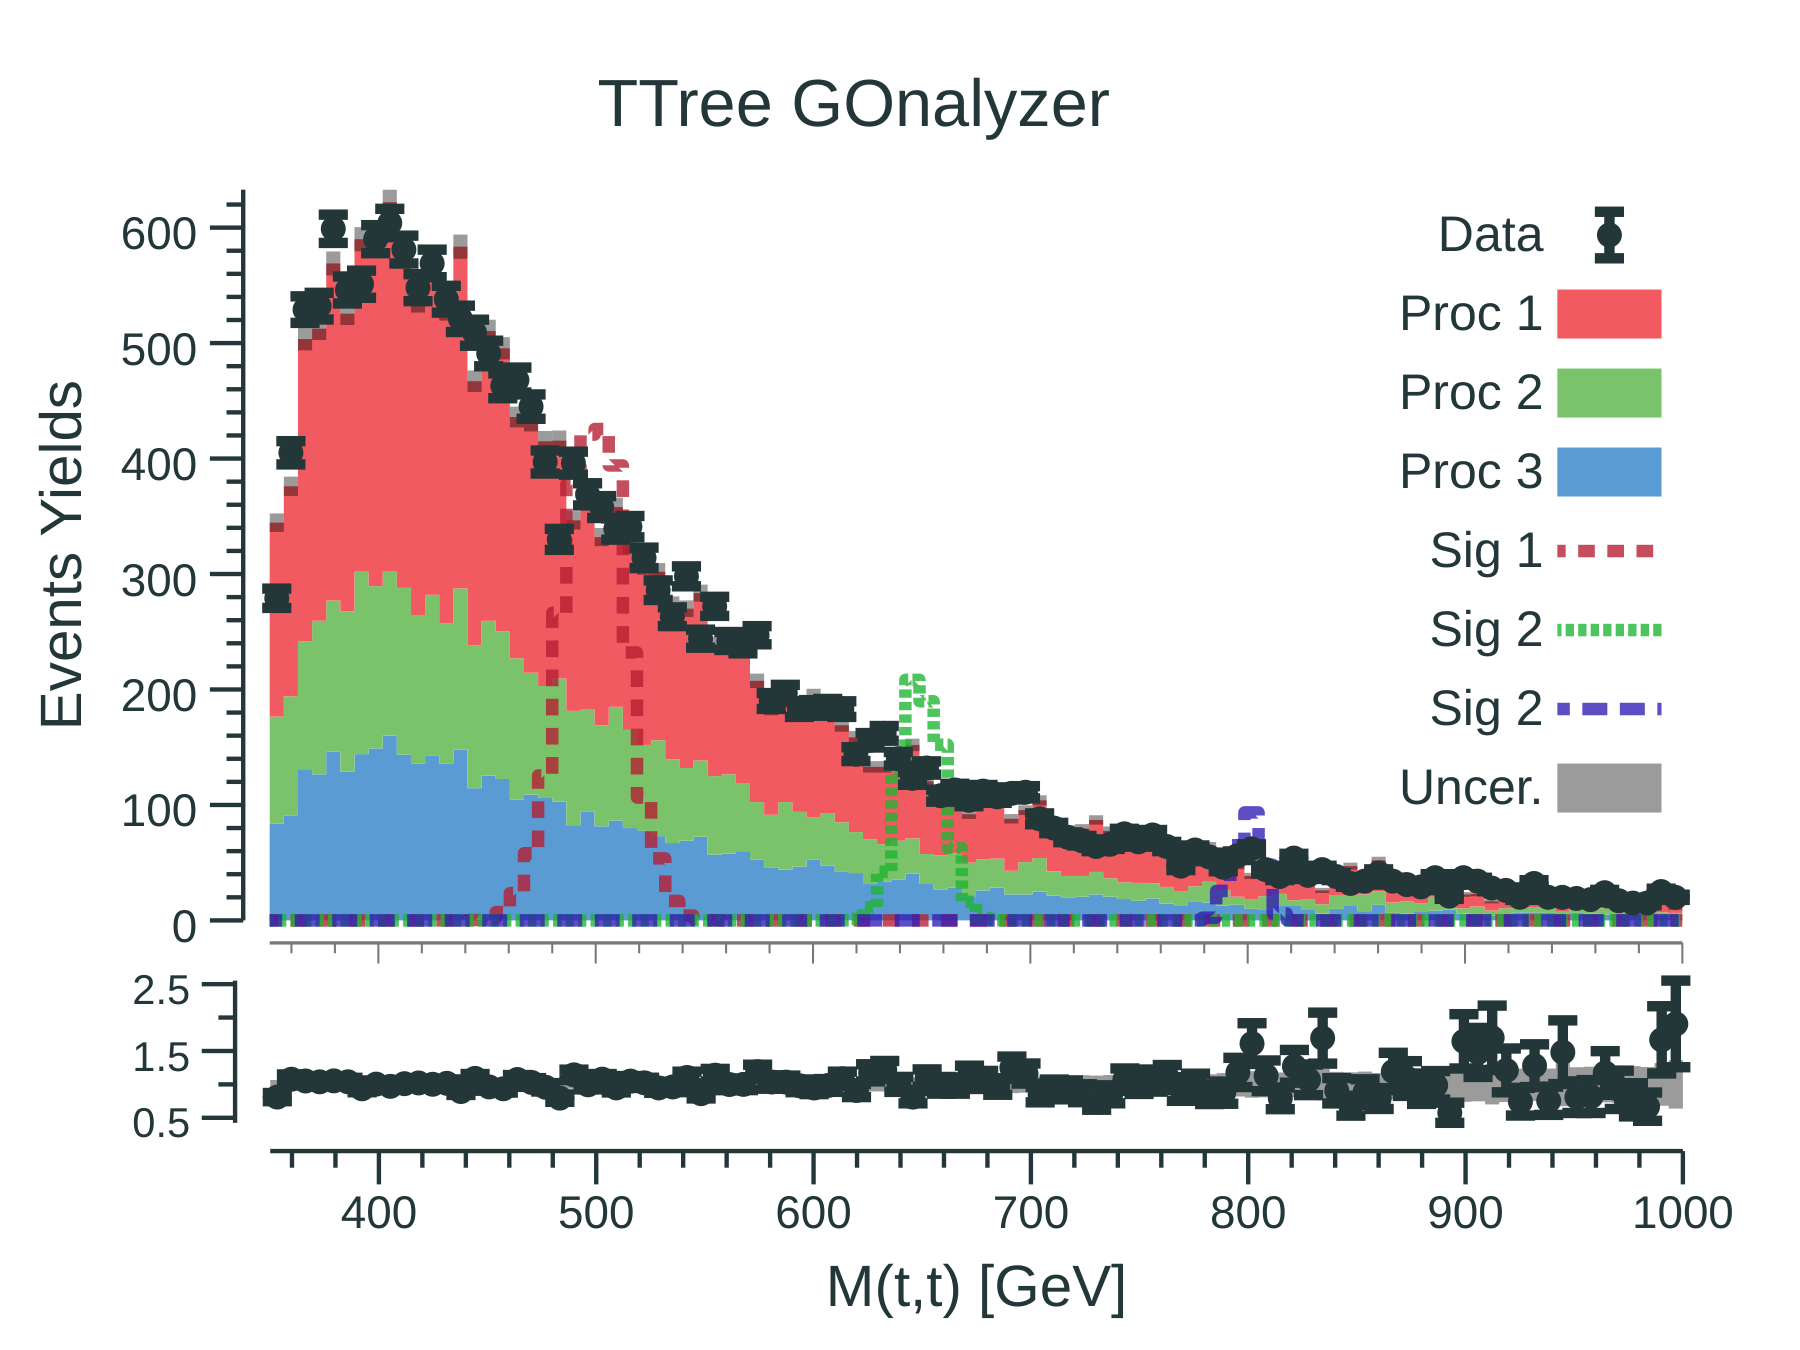 TTree GOnalyzer
Events Yields
600
500
400
300
200
100
0
Data
Proc 1
Proc 2
Proc 3
Sig 1
Sig 2
Sig 2
Uncer.
2.5
1.5
0.5
400 500 600 700 800 900 1000
M(t,t) [GeV]